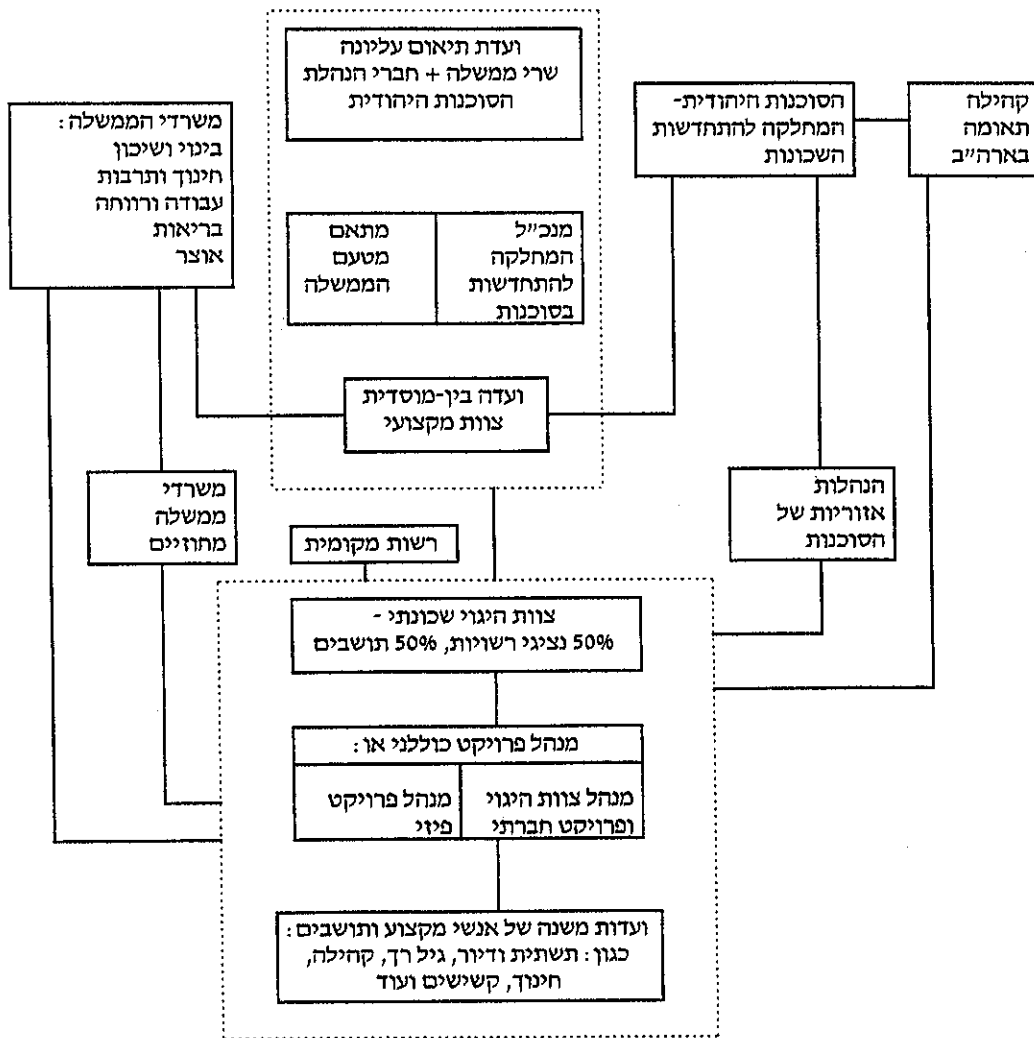 ועדת תיאום עליונה
שרי ממשלה + חברי הנהלת
הסוכנות היהודית
קהילה
תאומה
בארה״ב
הסוכנות היהודית-
המחלקה להתחדשות
השכונות
משרדי הממשלה:
בינוי ושיכון
חינוך ותרבות
עבודה ורווחה
בריאות
אוצר
מנכ״ל
המחלקה
להתחדשות
בסוכנות
מתאם
מטעם
הממשלה
ועדה בין-מוסדית
צוות מקצועי
הנהלות
אזוריות של
הסוכנות
משרדי
ממשלה
מחוזיים
רשות מקומית
צוות היגוי שכונתי -
50% נציגי רשויות, 50% תושבים
מנהל פרויקט כוללני או:
מנהל צוות היגוי
ופרויקט חברתי
מנהל פרויקט
פיזי
ועדות משנה של אנשי מקצוע ותושבים:
כגון: תשתית ודיור, גיל רך, קהילה,
חינוך, קשישים ועוד